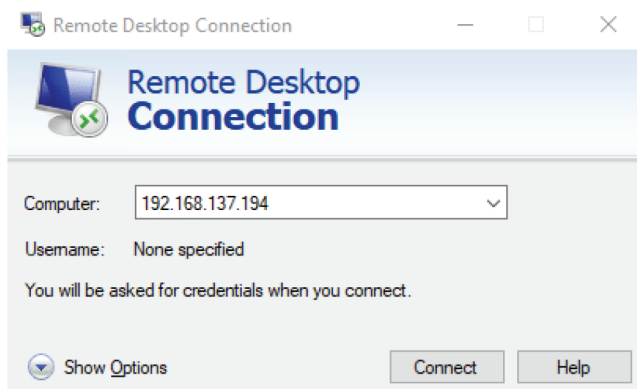 Remote Desktop Connection
Remote Desktop
Connection
Computer: 192.168.137.194
Username: None specified
You will be asked for credentials when you connect.
Show Options Connect Help